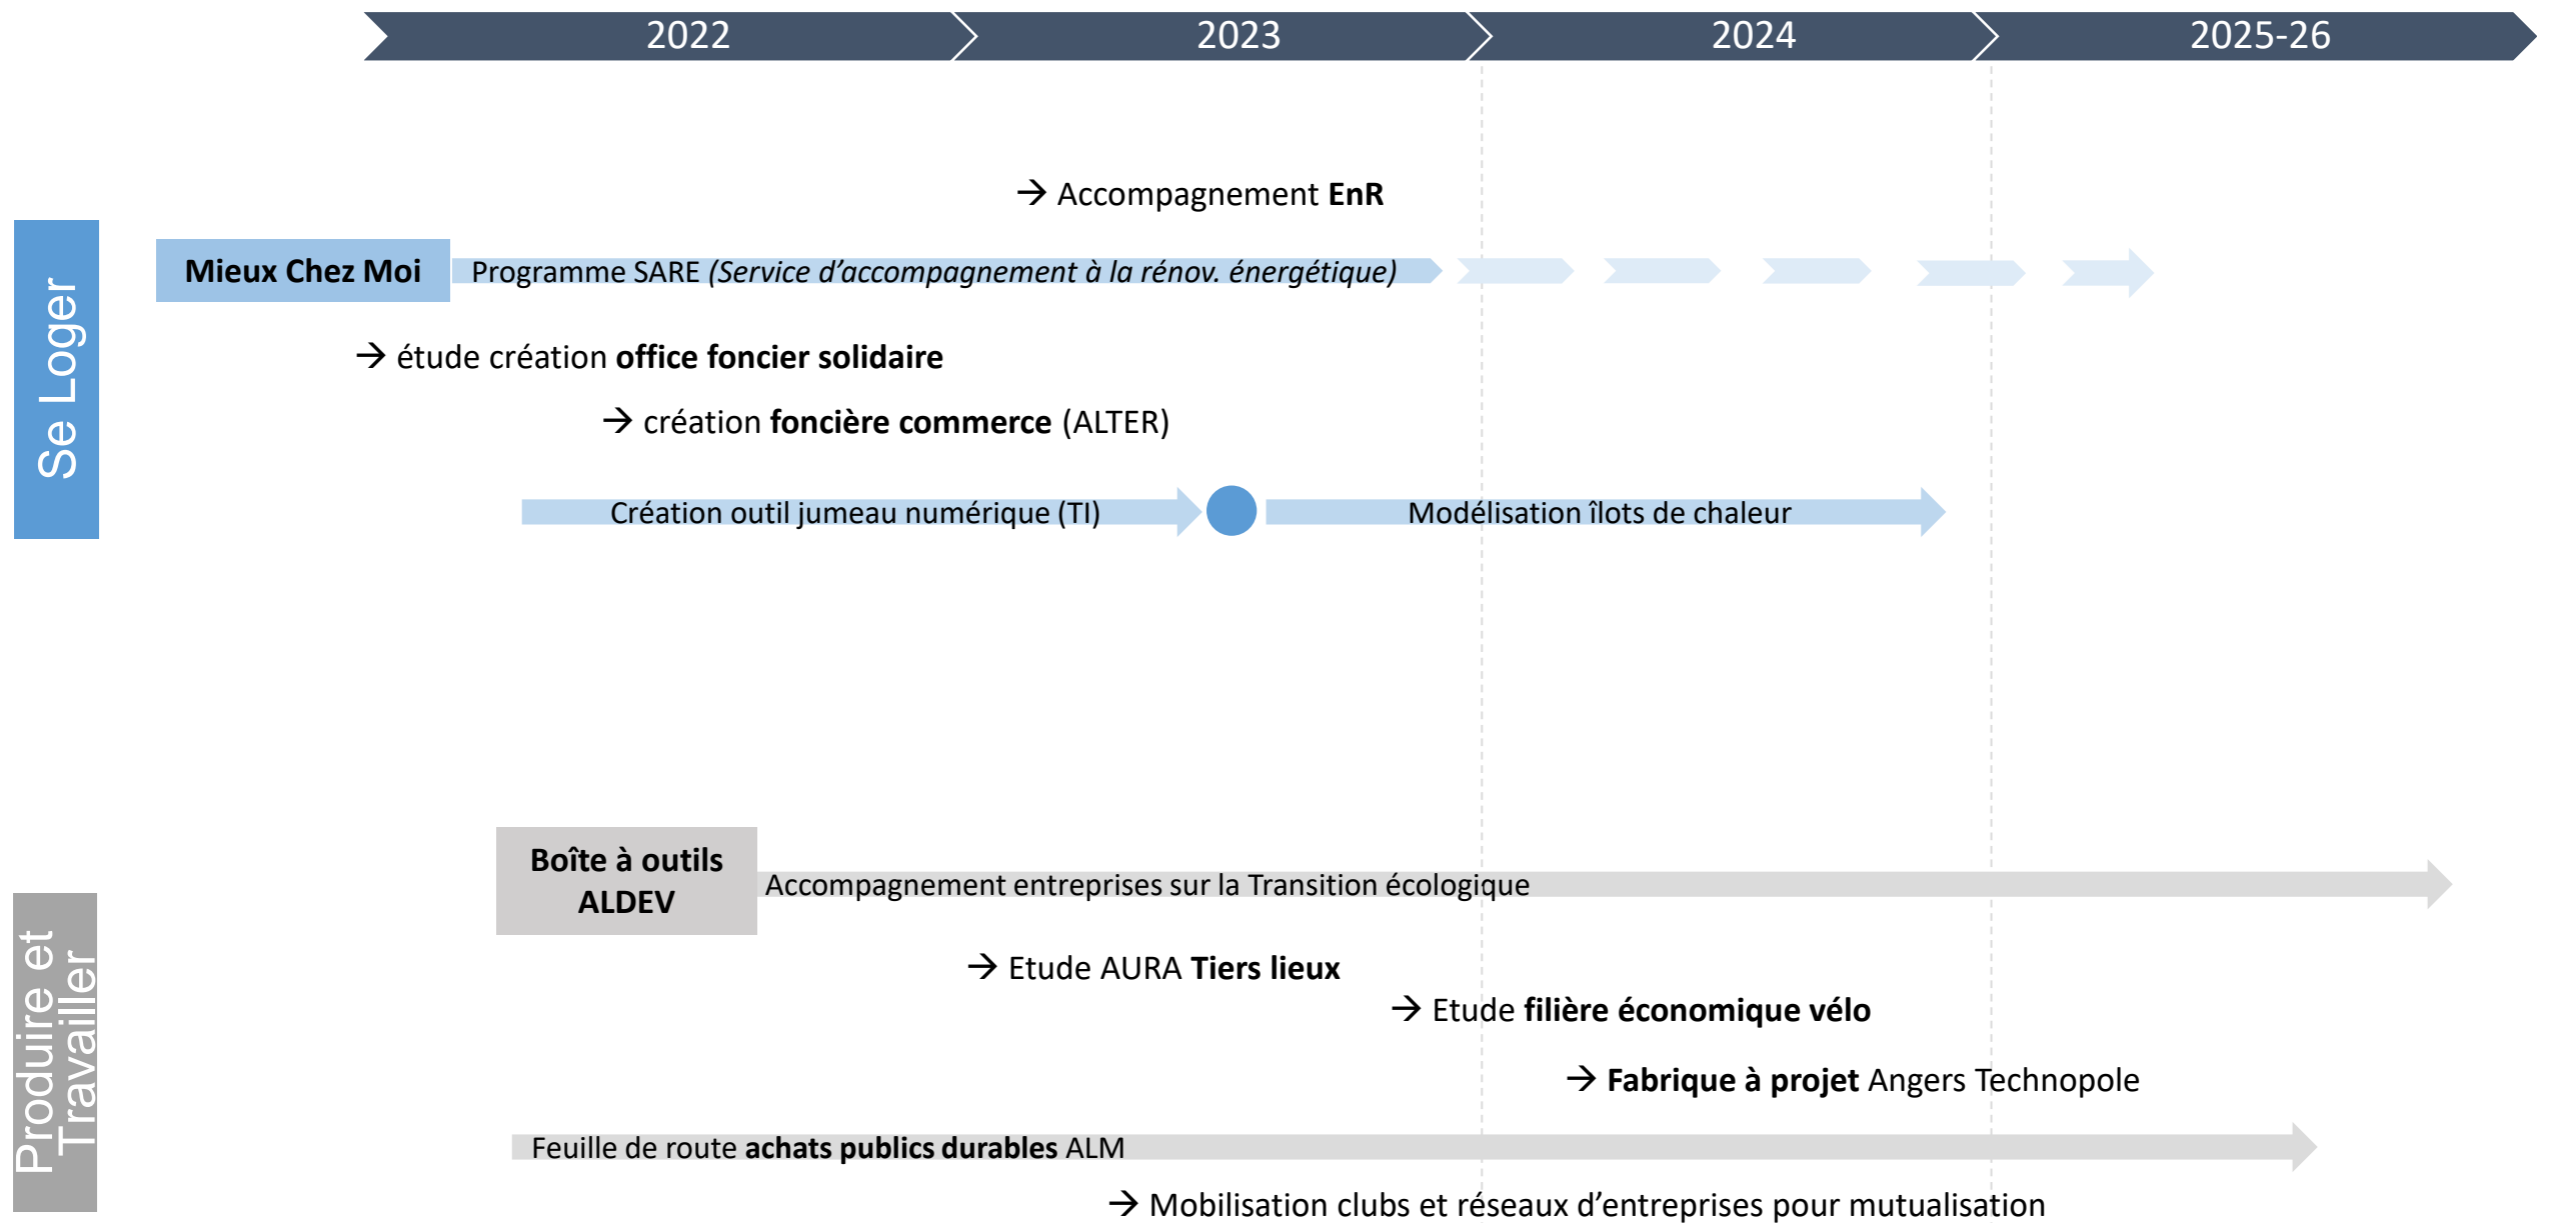 2022
2023
2024
2025-26
→ Accompagnement EnR
Se Loger
Mieux Chez Moi
Programme SARE (Service d’accompagnement à la rénov. énergétique)
→ étude création office foncier solidaire
→ création foncière commerce (ALTER)
Création outil jumeau numérique (TI)
Modélisation îlots de chaleur
Produire et
Travailler
Boîte à outils
ALDEV
Accompagnement entreprises sur la Transition écologique
→ Etude AURA Tiers lieux
→ Etude filière économique vélo
→ Fabrique à projet Angers Technopole
Feuille de route achats publics durables ALM
→ Mobilisation clubs et réseaux d’entreprises pour mutualisation